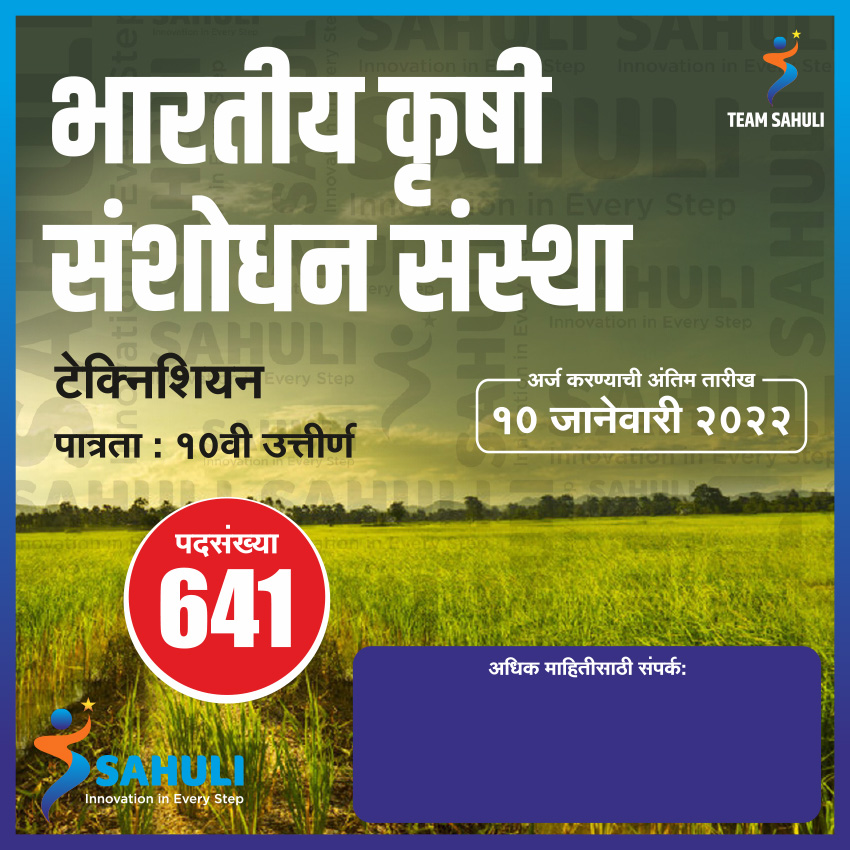 भारतीय कृषी
संशोधन संस्था
TEAM SAHULI
टेक्निशियन
पात्रता : १०वी उत्तीर्ण
अर्ज करण्याची अंतिम तारीख
१० जानेवारी २०२२
पदसंख्या
641
अधिक माहितीसाठी संपर्क:
SAHULI
Innovation in Every Step